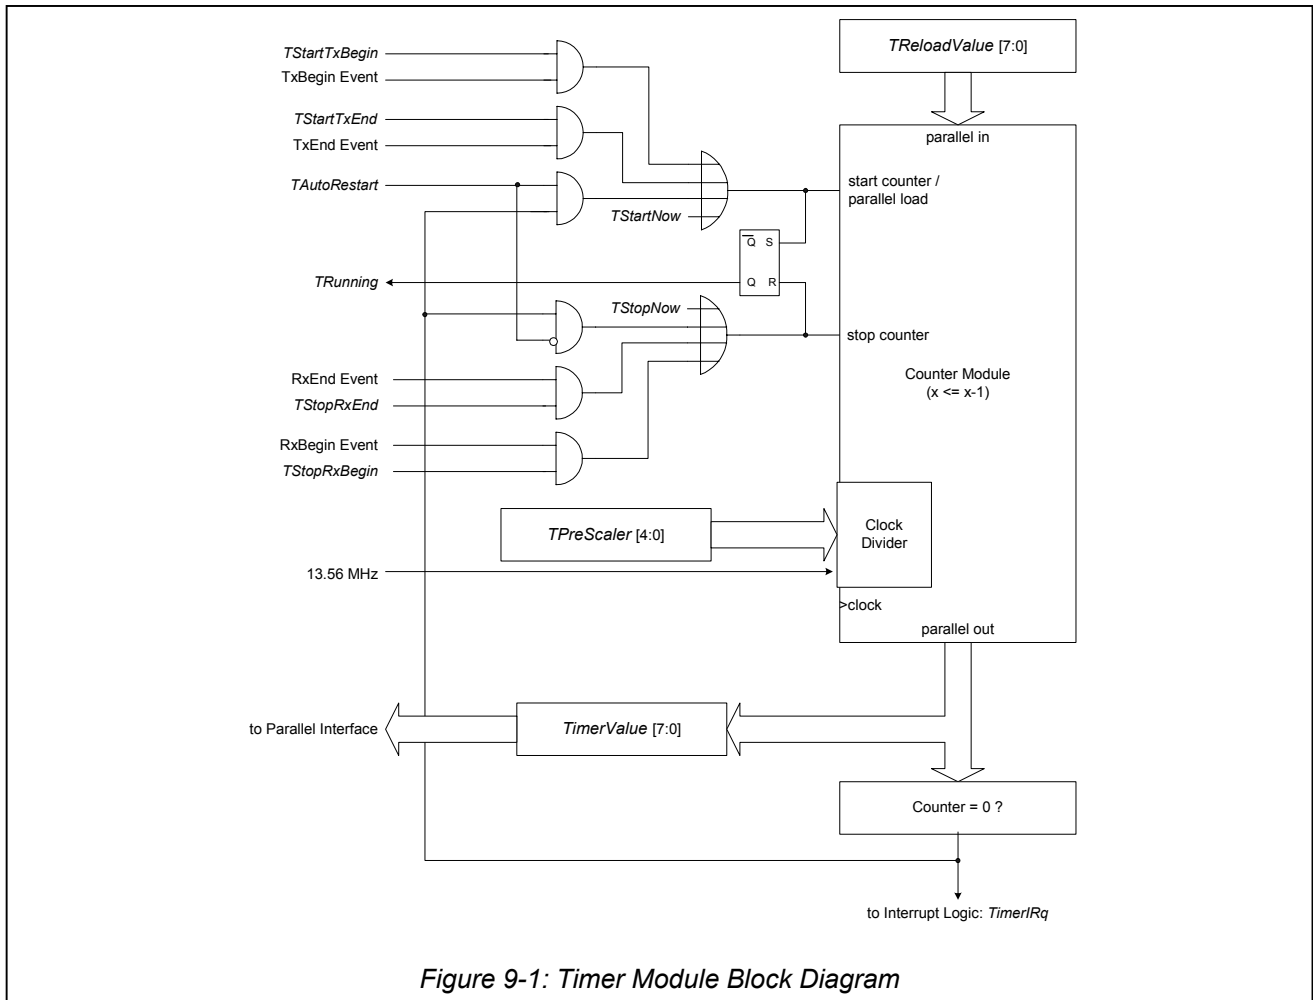 TStartTxBegin
TxBegin Event
TStartTxEnd
TxEnd Event
TAutoRestart
TStartNow
TReloadValue [7:0]
parallel in
start counter /
parallel load
Q S
Q R
TRunning
TStopNow
stop counter
Counter Module
(x <= x-1)
RxEnd Event
TStopRxEnd
RxBegin Event
TStopRxBegin
TPreScaler [4:0]
Clock
Divider
13.56 MHz
>clock
parallel out
to Parallel Interface
TimerValue [7:0]
Counter = 0 ?
to Interrupt Logic: TimerIRq
Figure 9-1: Timer Module Block Diagram